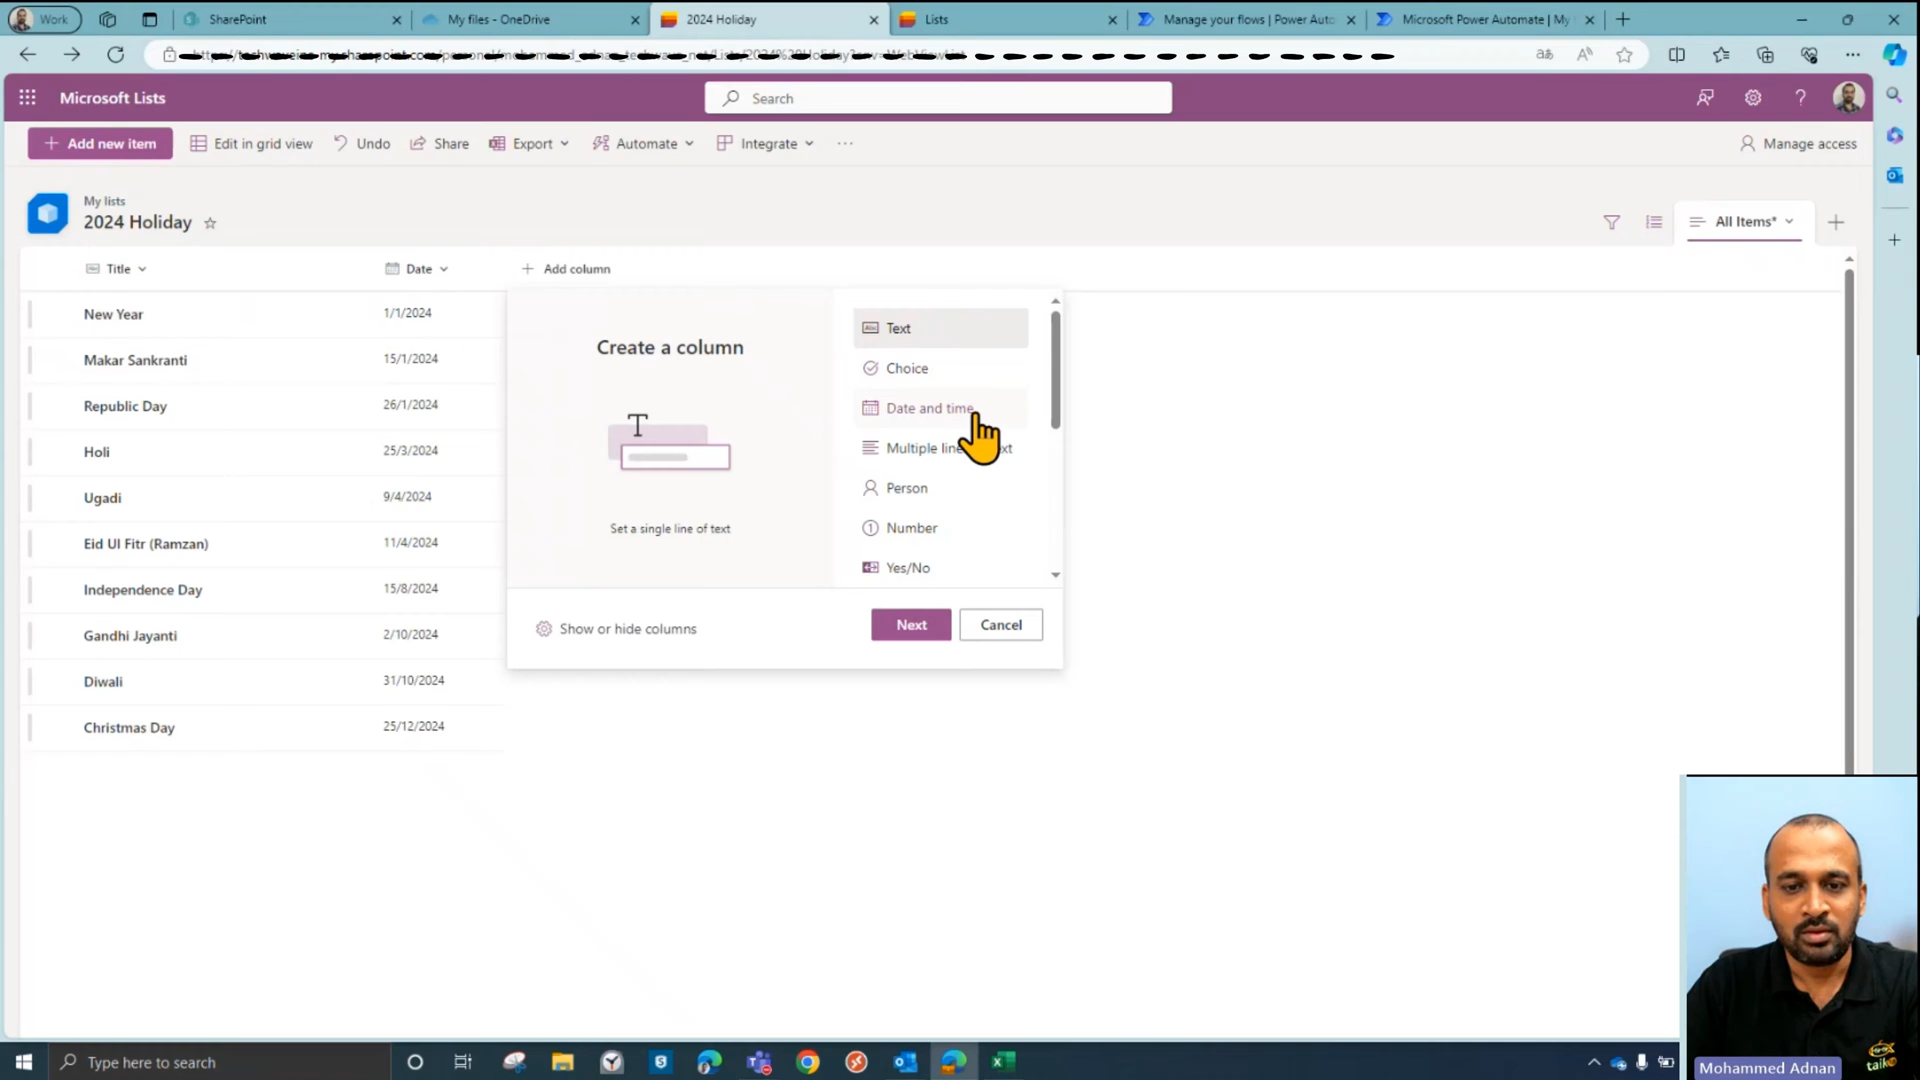 Work
SharePoint
My files - OneDrive
2024 Holiday
Lists
Manage your flows | Power Auto
Microsoft Power Automate | My
Microsoft Lists
Search
Add new item
Edit in grid view
Undo
Share
Export
Automate
Integrate
Manage access
My lists
2024 Holiday
All Items*
Title
Date
Add column
New Year 1/1/2024
Makar Sankranti 15/1/2024
Republic Day 26/1/2024
Holi 25/3/2024
Ugadi 9/4/2024
Eid Ul Fitr (Ramzan) 11/4/2024
Independence Day 15/8/2024
Gandhi Jayanti 2/10/2024
Diwali 31/10/2024
Christmas Day 25/12/2024
Create a column
T
Set a single line of text
Abc Text
Choice
Date and time
Multiple line xt
Person
Number
Yes/No
Show or hide columns
Next
Cancel
Type here to search
Mohammed Adnan
taiko